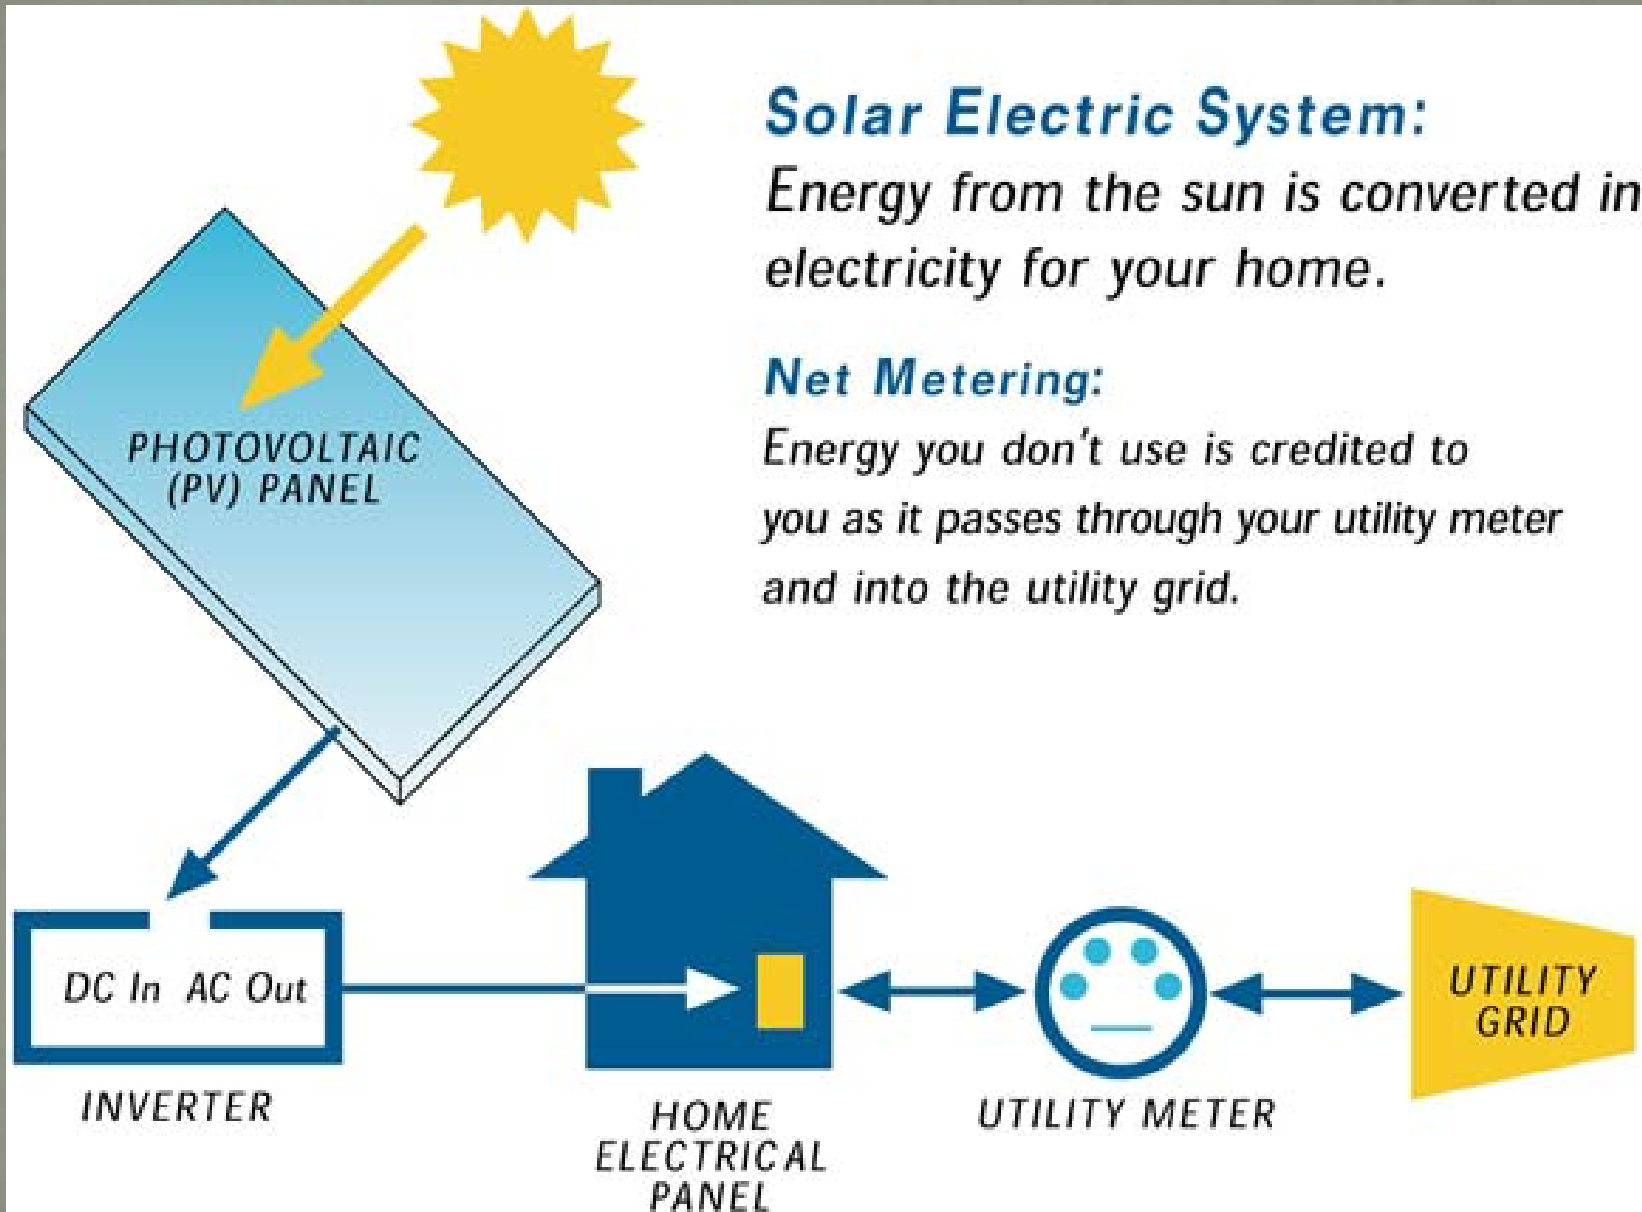 Solar Electric System:
Energy from the sun is converted in
electricity for your home.
Net Metering:
Energy you don't use is credited to
you as it passes through your utility meter
and into the utility grid.
PHOTOVOLTAIC
(PV) PANEL
DC In AC Out
INVERTER
HOME
ELECTRICAL
PANEL
UTILITY METER
UTILITY
GRID